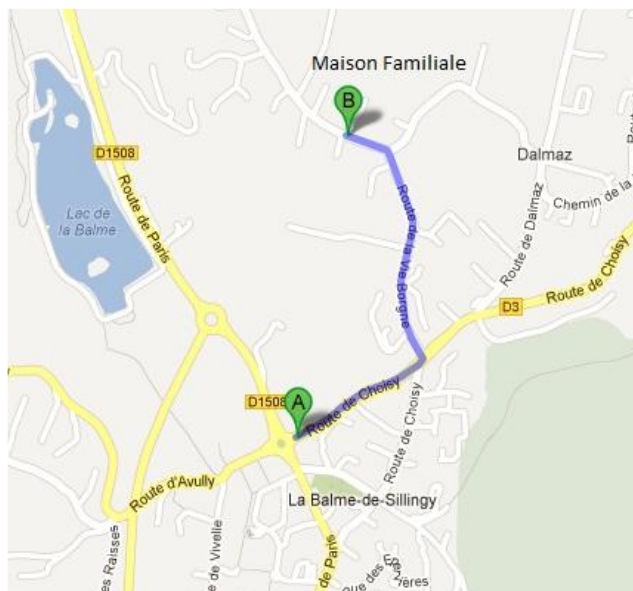 Maison Familiale
B
D1508
Dalmaz
Route de Paris
Lac de
la Balme
Route de la Vie Borgne
Route de Dalmaz
Chemin de la
Route de Choisy
D3
D1508
A
Route de Choisy
Route de Choisy
Route d'Avully
La Balme-de-Sillingy
de Vivelle
de Paris
es Raisses